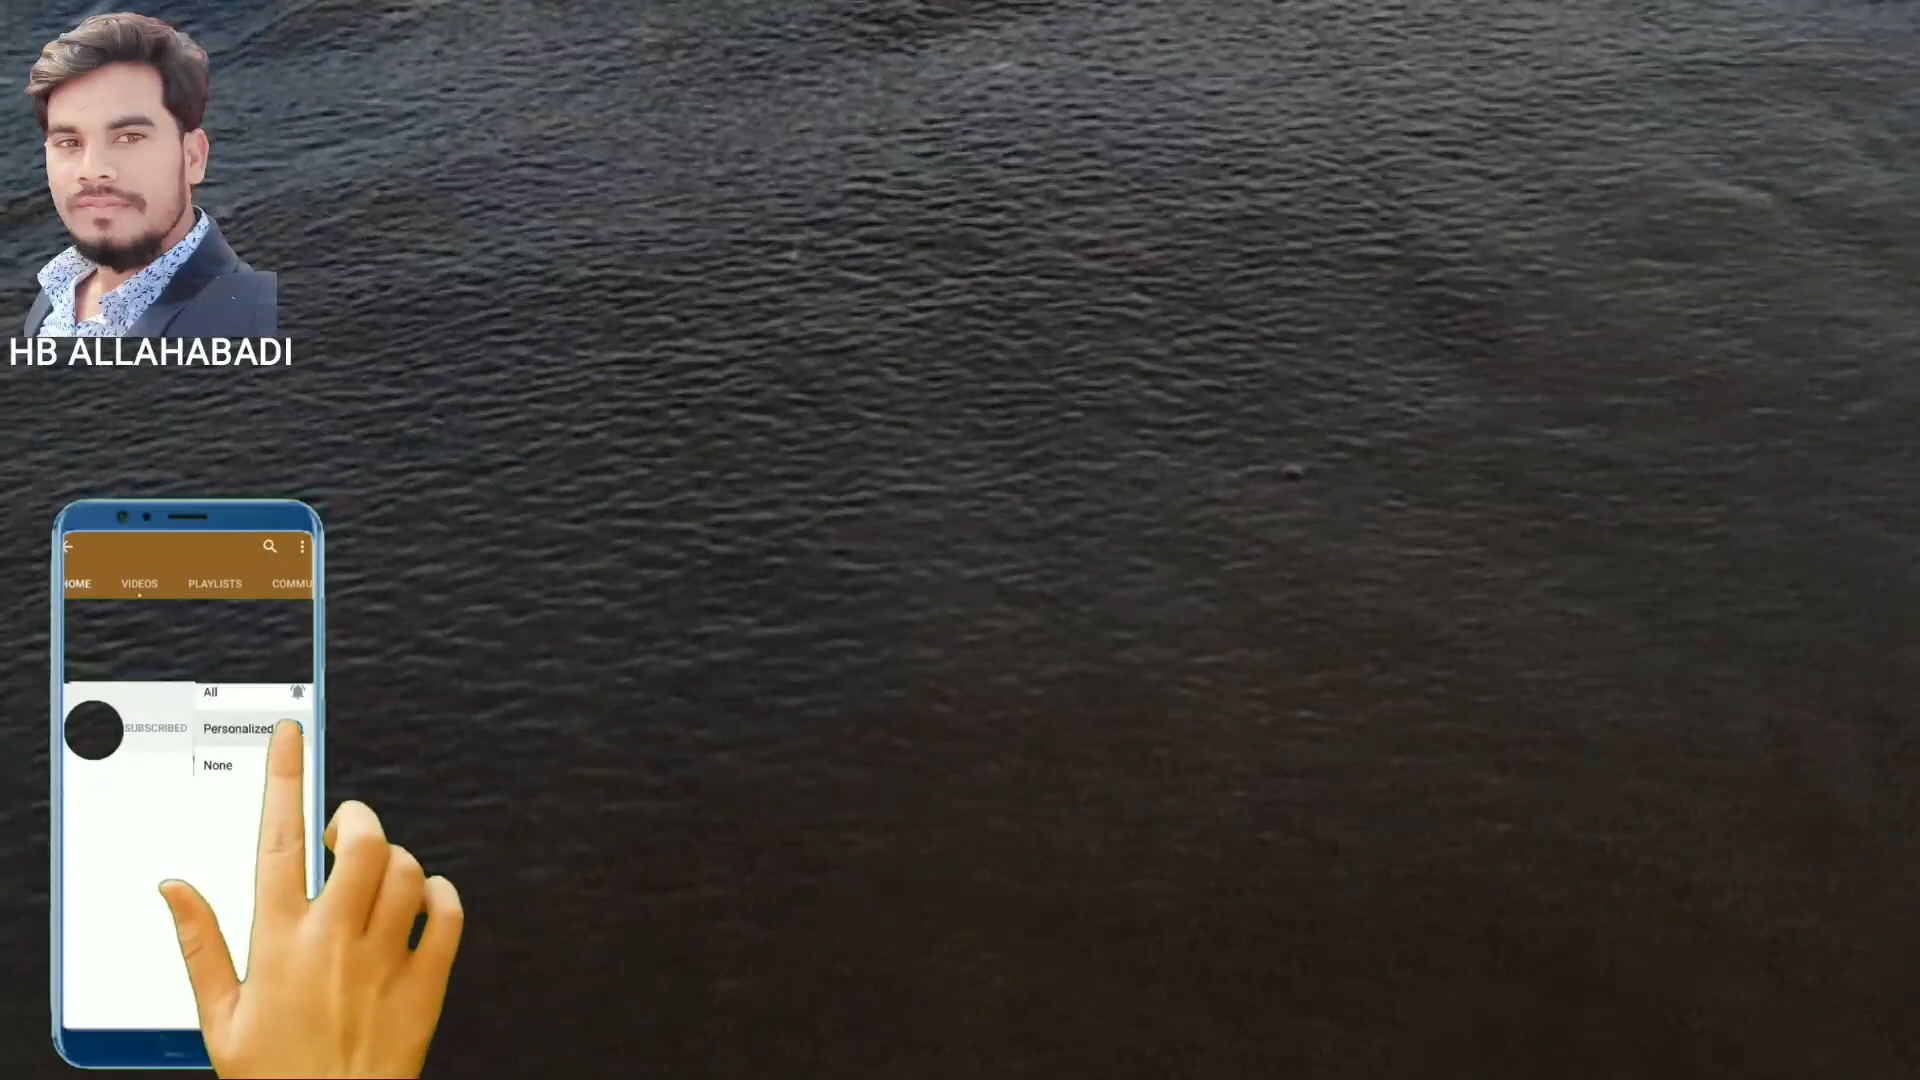 HB ALLAHABADI
HOME VIDEOS PLAYLISTS COMMU
All
SUBSCRIBED Personalized
None